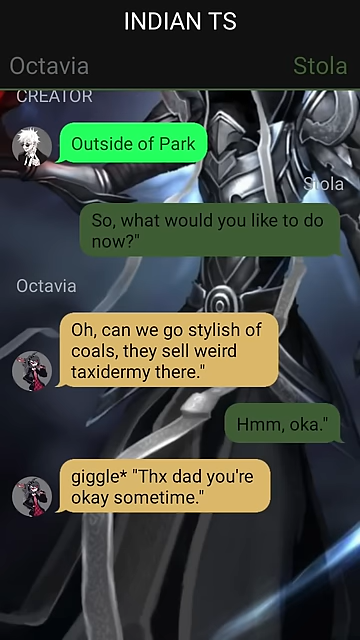 INDIAN TS
Octavia
Stola
CREATOR
Outside of Park
Stola
So, what would you like to do
now?"
Octavia
Oh, can we go stylish of
coals, they sell weird
taxidermy there."
Hmm, oka."
giggle* "Thx dad you're
okay sometime."